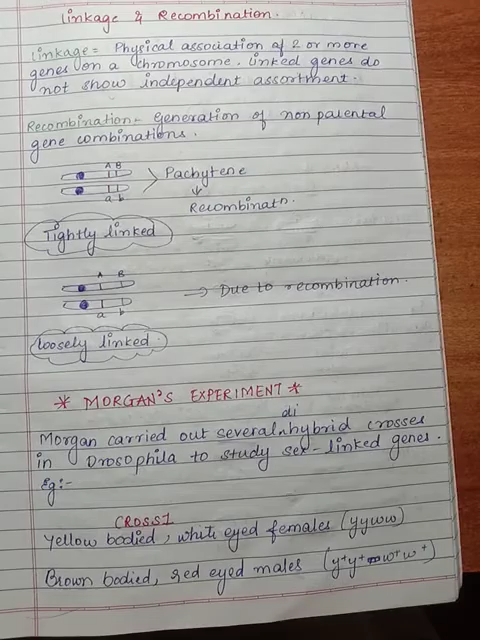 Linkage & Recombination.
Linkage = Physical association of 2 or more
genes on a chromosome. Linked genes do
not show independent assortment.
Recombination - Generation of non parental
gene combinations.
A B
Pachytene
a b
Recombinatn.
Tightly linked
A B
→ Due to recombination.
a b
Loosely linked.
* MORGAN'S EXPERIMENT *
di
Morgan carried out several hybrid crosses
in Drosophila to study sex-linked genes.
Eg:-
CROSS 1
Yellow bodied, white eyed females (yyww)
Brown bodied, red eyed males (y+y+ w+w+)